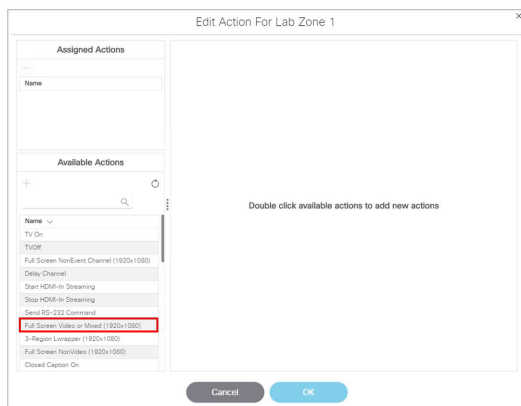 Edit Action For Lab Zone 1
Assigned Actions
Name
Available Actions
Name
TV On
TVOff
Full Screen NonEvent Channel (1920x1080)
Delay Channel
Start HDMI-In Streaming
Stop HDMI-In Streaming
Send RS-232 Command
Full Screen Video or Mixed (1920x1080)
3-Region Lwrapper (1920x1080)
Full Screen NonVideo (1920x1080)
Closed Caption On
Double click available actions to add new actions
Cancel
OK